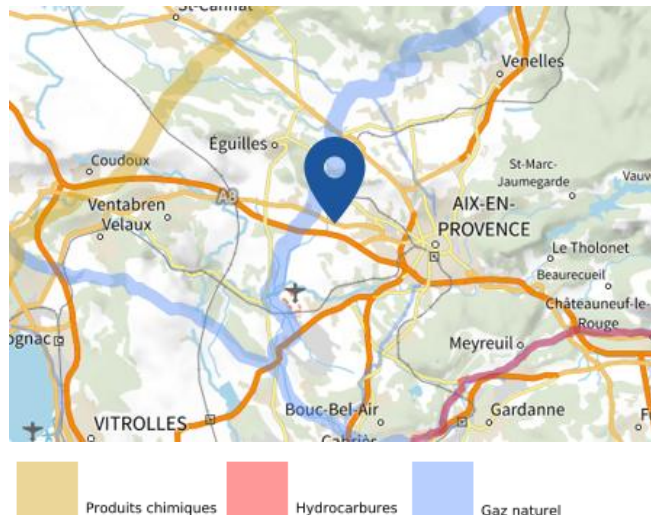 St-Cannat
Venelles
Éguilles
Coudoux
St-Marc-
Jaumegarde
Vauv
A8
Ventabren
AIX-EN-
PROVENCE
Velaux
Le Tholonet
Beaurecueil
Châteauneuf-le-
Rouge
ognac
Meyreuil
Bouc-Bel-Air
Gardanne
VITROLLES
Cabriès
Produits chimiques
Hydrocarbures
Gaz naturel